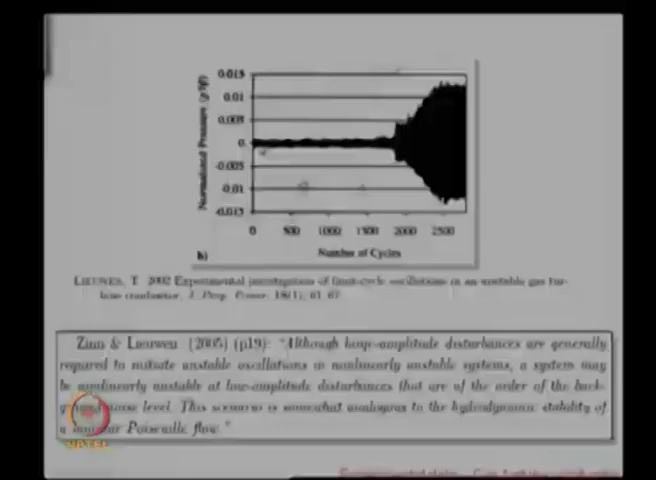 0.015
0.01
0.005
0.
-0.005
-0.01
-0.015
Normalized Pressure (p'/p̄)
0 500 1000 1500 2000 2500
Number of Cycles
b)
LIEUWEN, T. 2002 Experimental investigation of limit-cycle oscillations in an unstable gas tur-
bine combustor. J. Prop. Power. 18(1), 61–67.
Zinn & Lieuwen (2005) (p19): "Although large-amplitude disturbances are generally
required to initiate unstable oscillations in nonlinearly unstable systems, a system may
be nonlinearly unstable at low-amplitude disturbances that are of the order of the back-
ground noise level. This scenario is somewhat analogous to the hydrodynamic stability of
a Poiseuille flow."
NPTEL